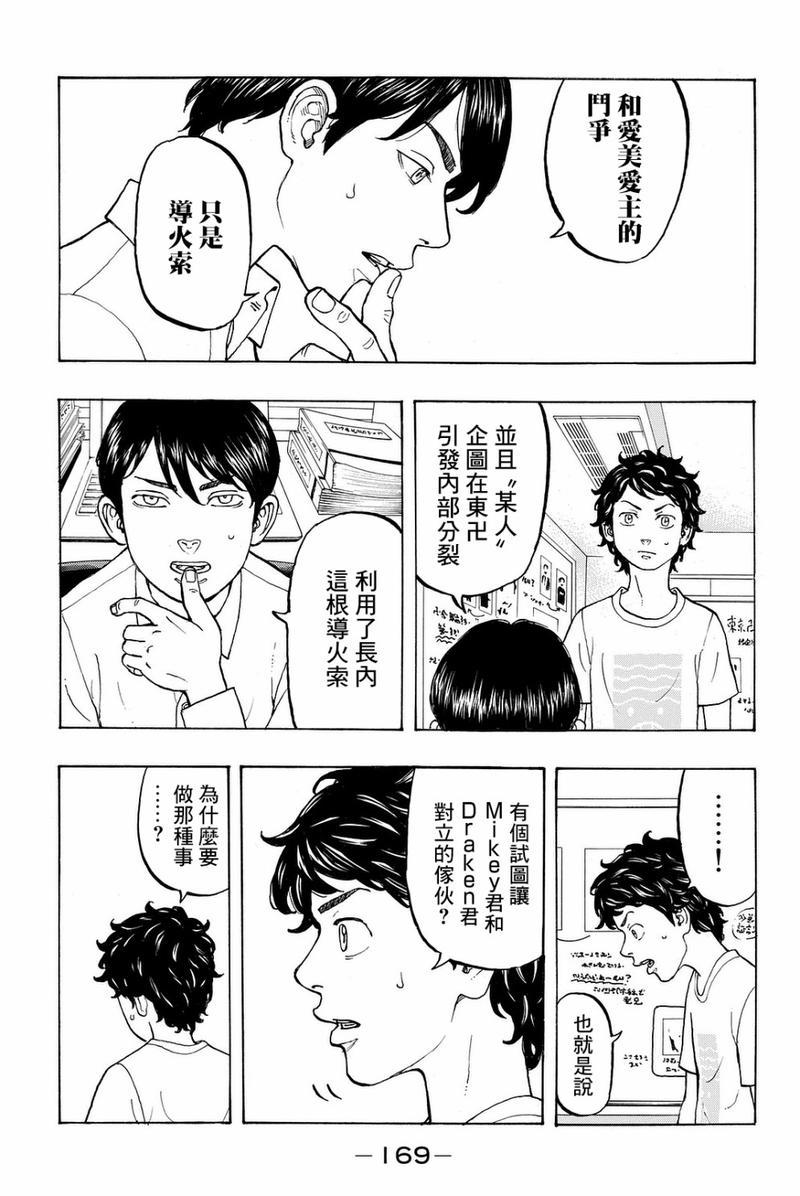 和愛美愛主的
鬥爭
只是
導火索
並且〝某人〞
企圖在東卍
引發內部分裂
利用了長內
這根導火索
東京卍
……！
也就是說
有個試圖讓
Mikey君和
Draken君
對立的傢伙？
為什麼要
做那種事
……？
－169－